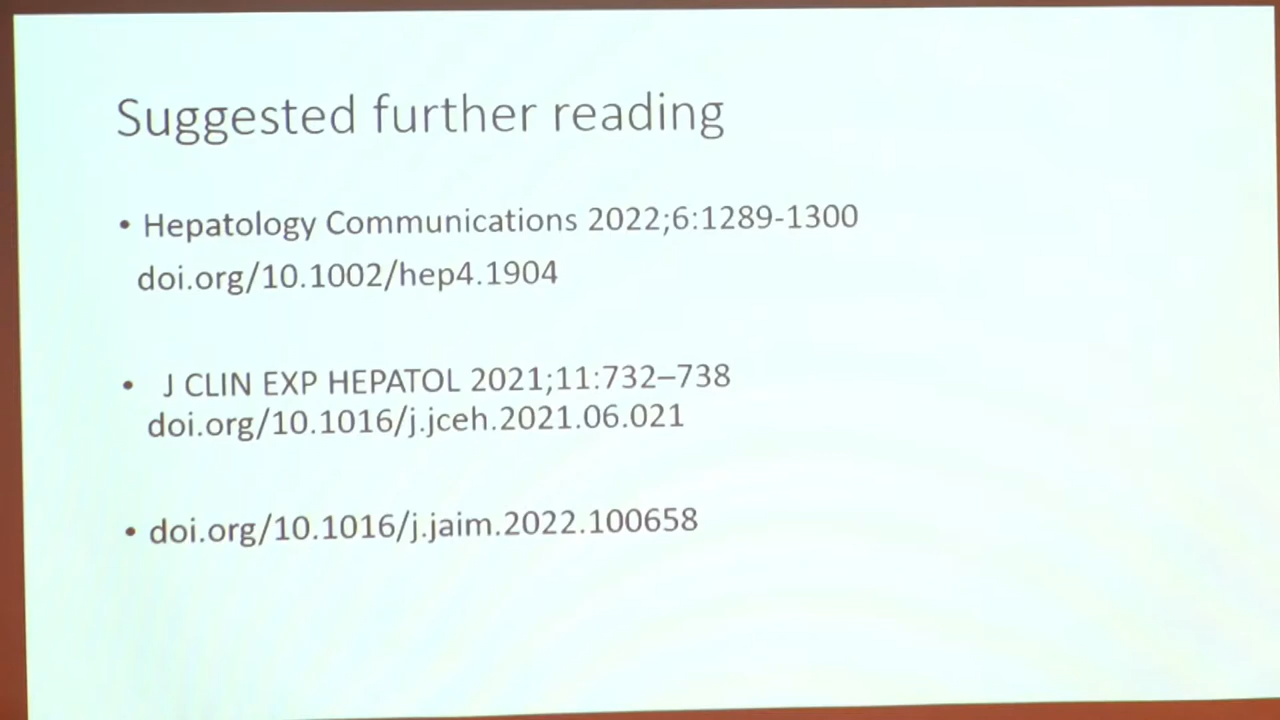 Suggested further reading
• Hepatology Communications 2022;6:1289-1300
doi.org/10.1002/hep4.1904
• J CLIN EXP HEPATOL 2021;11:732–738
doi.org/10.1016/j.jceh.2021.06.021
• doi.org/10.1016/j.jaim.2022.100658